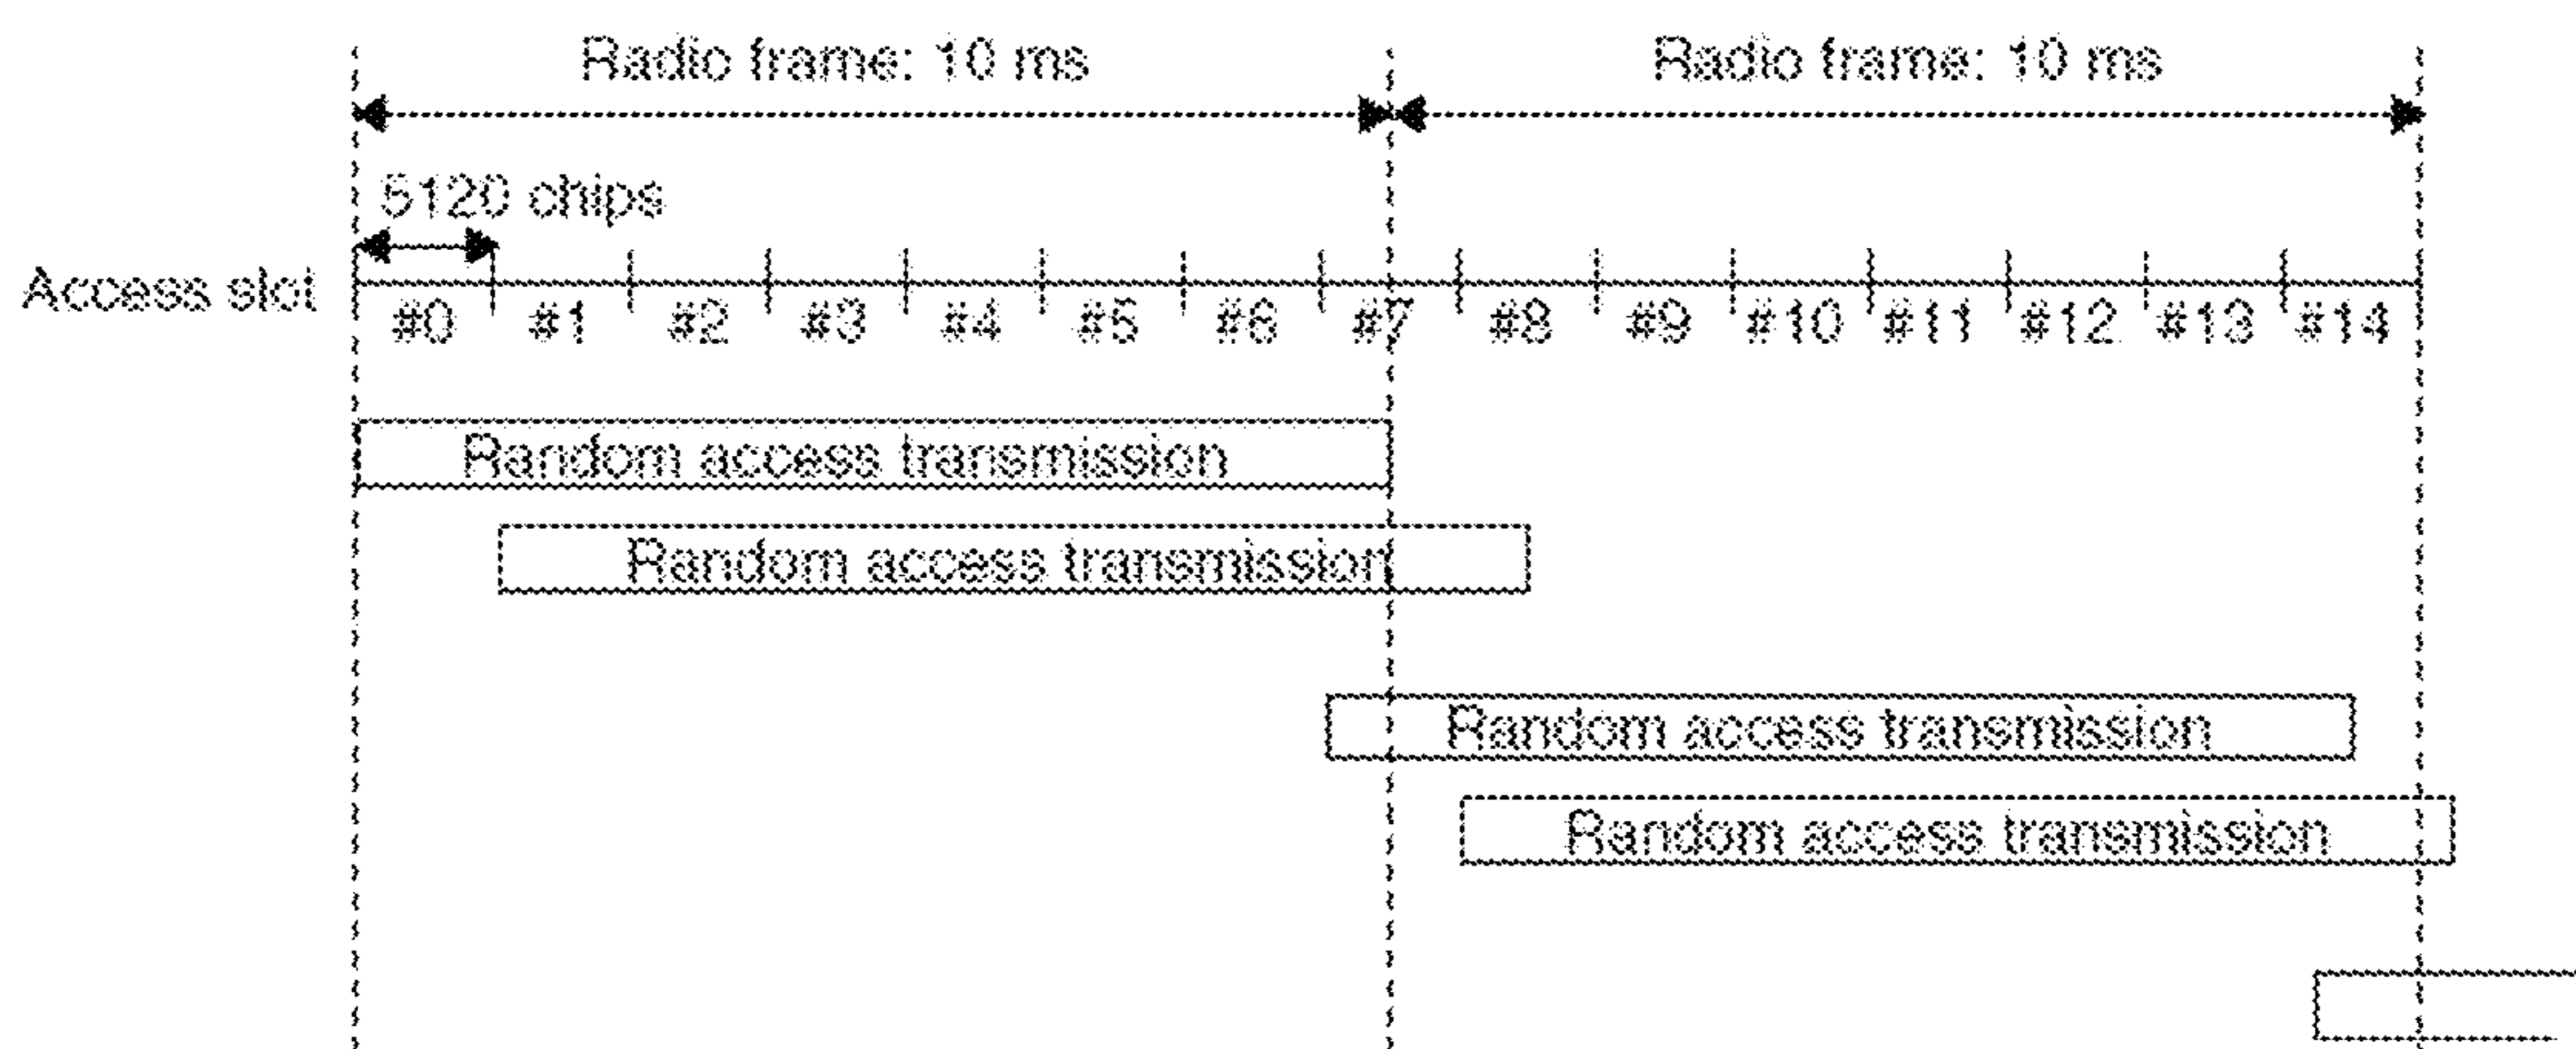 Radio frame: 10 ms Radio frame: 10 ms
5120 chips
Access slot
#0 #1 #2 #3 #4 #5 #6 #7 #8 #9 #10 #11 #12 #13 #14
Random access transmission
Random access transmission
Random access transmission
Random access transmission